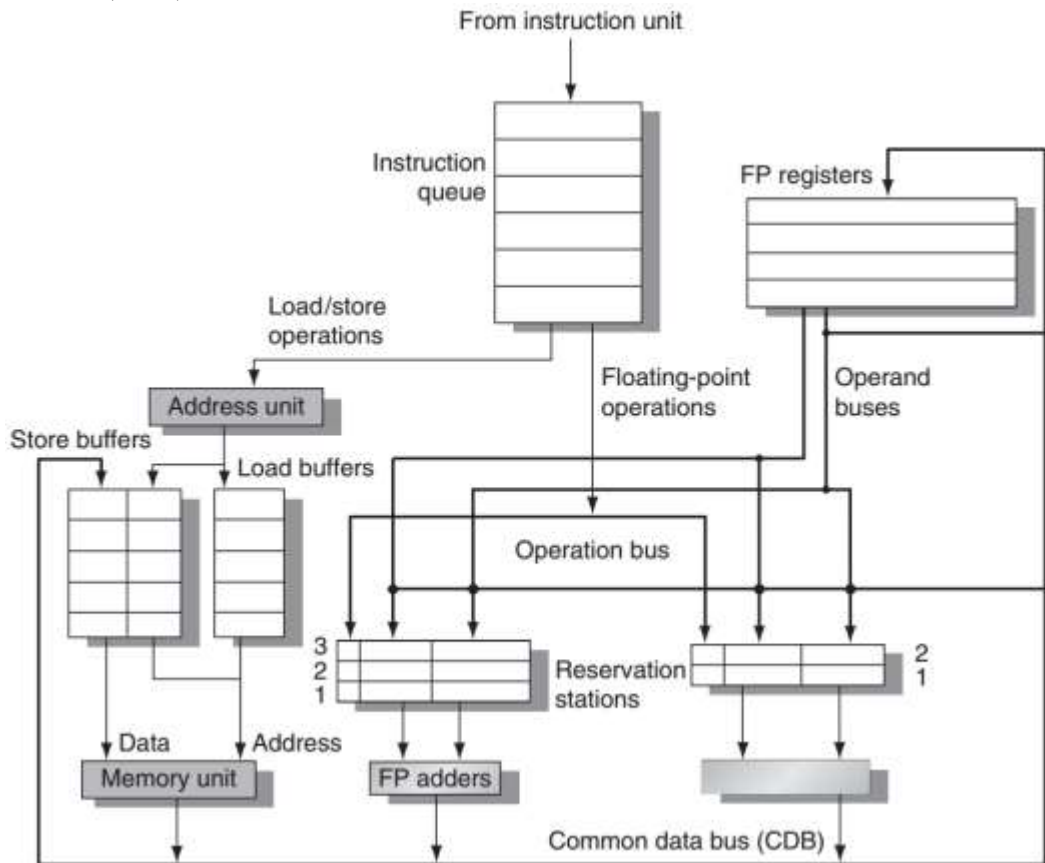 From instruction unit
Instruction
queue
FP registers
Load/store
operations
Floating-point
operations
Operand
buses
Address unit
Store buffers
Load buffers
Operation bus
3
2
1
Reservation
stations
2
1
Data
Address
Memory unit
FP adders
Common data bus (CDB)